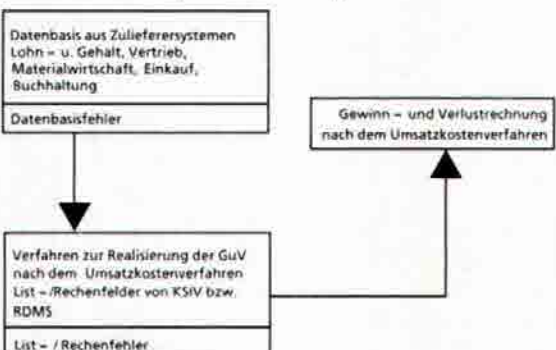 Datenbasis aus Zulieferersystemen
Lohn – u. Gehalt, Vertrieb,
Materialwirtschaft, Einkauf,
Buchhaltung
Datenbasisfehler
Gewinn – und Verlustrechnung
nach dem Umsatzkostenverfahren
Verfahren zur Realisierung der GuV
nach dem Umsatzkostenverfahren
List – /Rechenfelder von KSIV bzw.
RDMS
List – / Rechenfehler